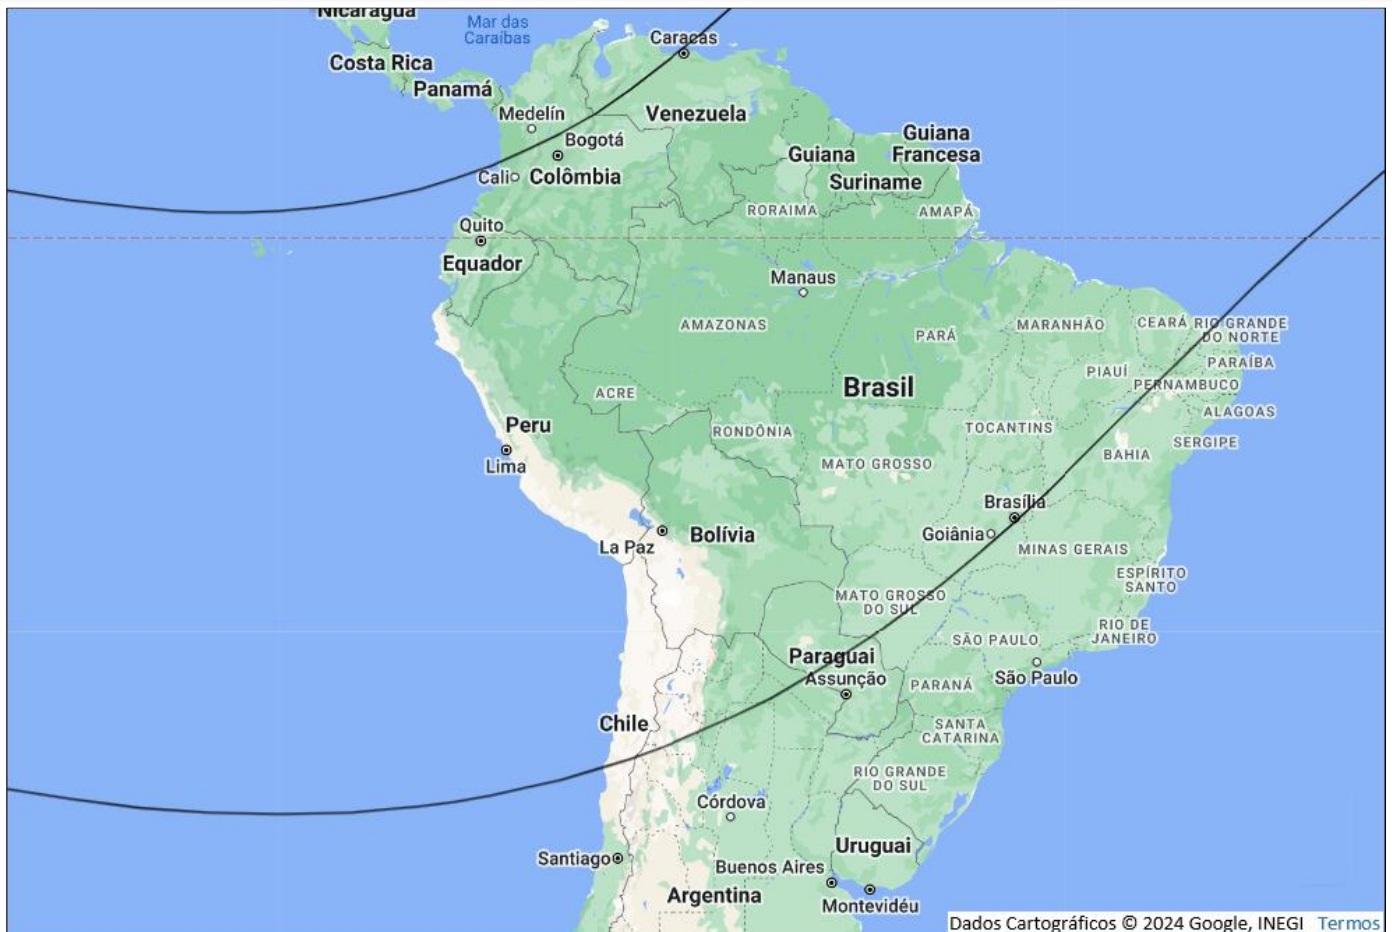 Nicarágua
Mar das
Caraíbas
Caracas
Costa Rica
Panamá
Medelín
Venezuela
Bogotá
Guiana
Guiana
Francesa
Cali
Colômbia
Suriname
RORAIMA
AMAPÁ
Quito
Equador
Manaus
AMAZONAS
PARÁ
MARANHÃO
CEARÁ
RIO GRANDE
DO NORTE
PARAÍBA
PIAUÍ
PERNAMBUCO
Brasil
ACRE
ALAGOAS
Peru
RONDÔNIA
TOCANTINS
SERGIPE
BAHIA
Lima
MATO GROSSO
Brasília
Goiânia
La Paz
Bolívia
MINAS GERAIS
ESPÍRITO
SANTO
MATO GROSSO
DO SUL
RIO DE
JANEIRO
SÃO PAULO
Paraguai
Assunção
São Paulo
PARANÁ
Chile
SANTA
CATARINA
RIO GRANDE
DO SUL
Córdova
Uruguai
Santiago
Buenos Aires
Argentina
Montevidéu
Dados Cartográficos © 2024 Google, INEGI Termos